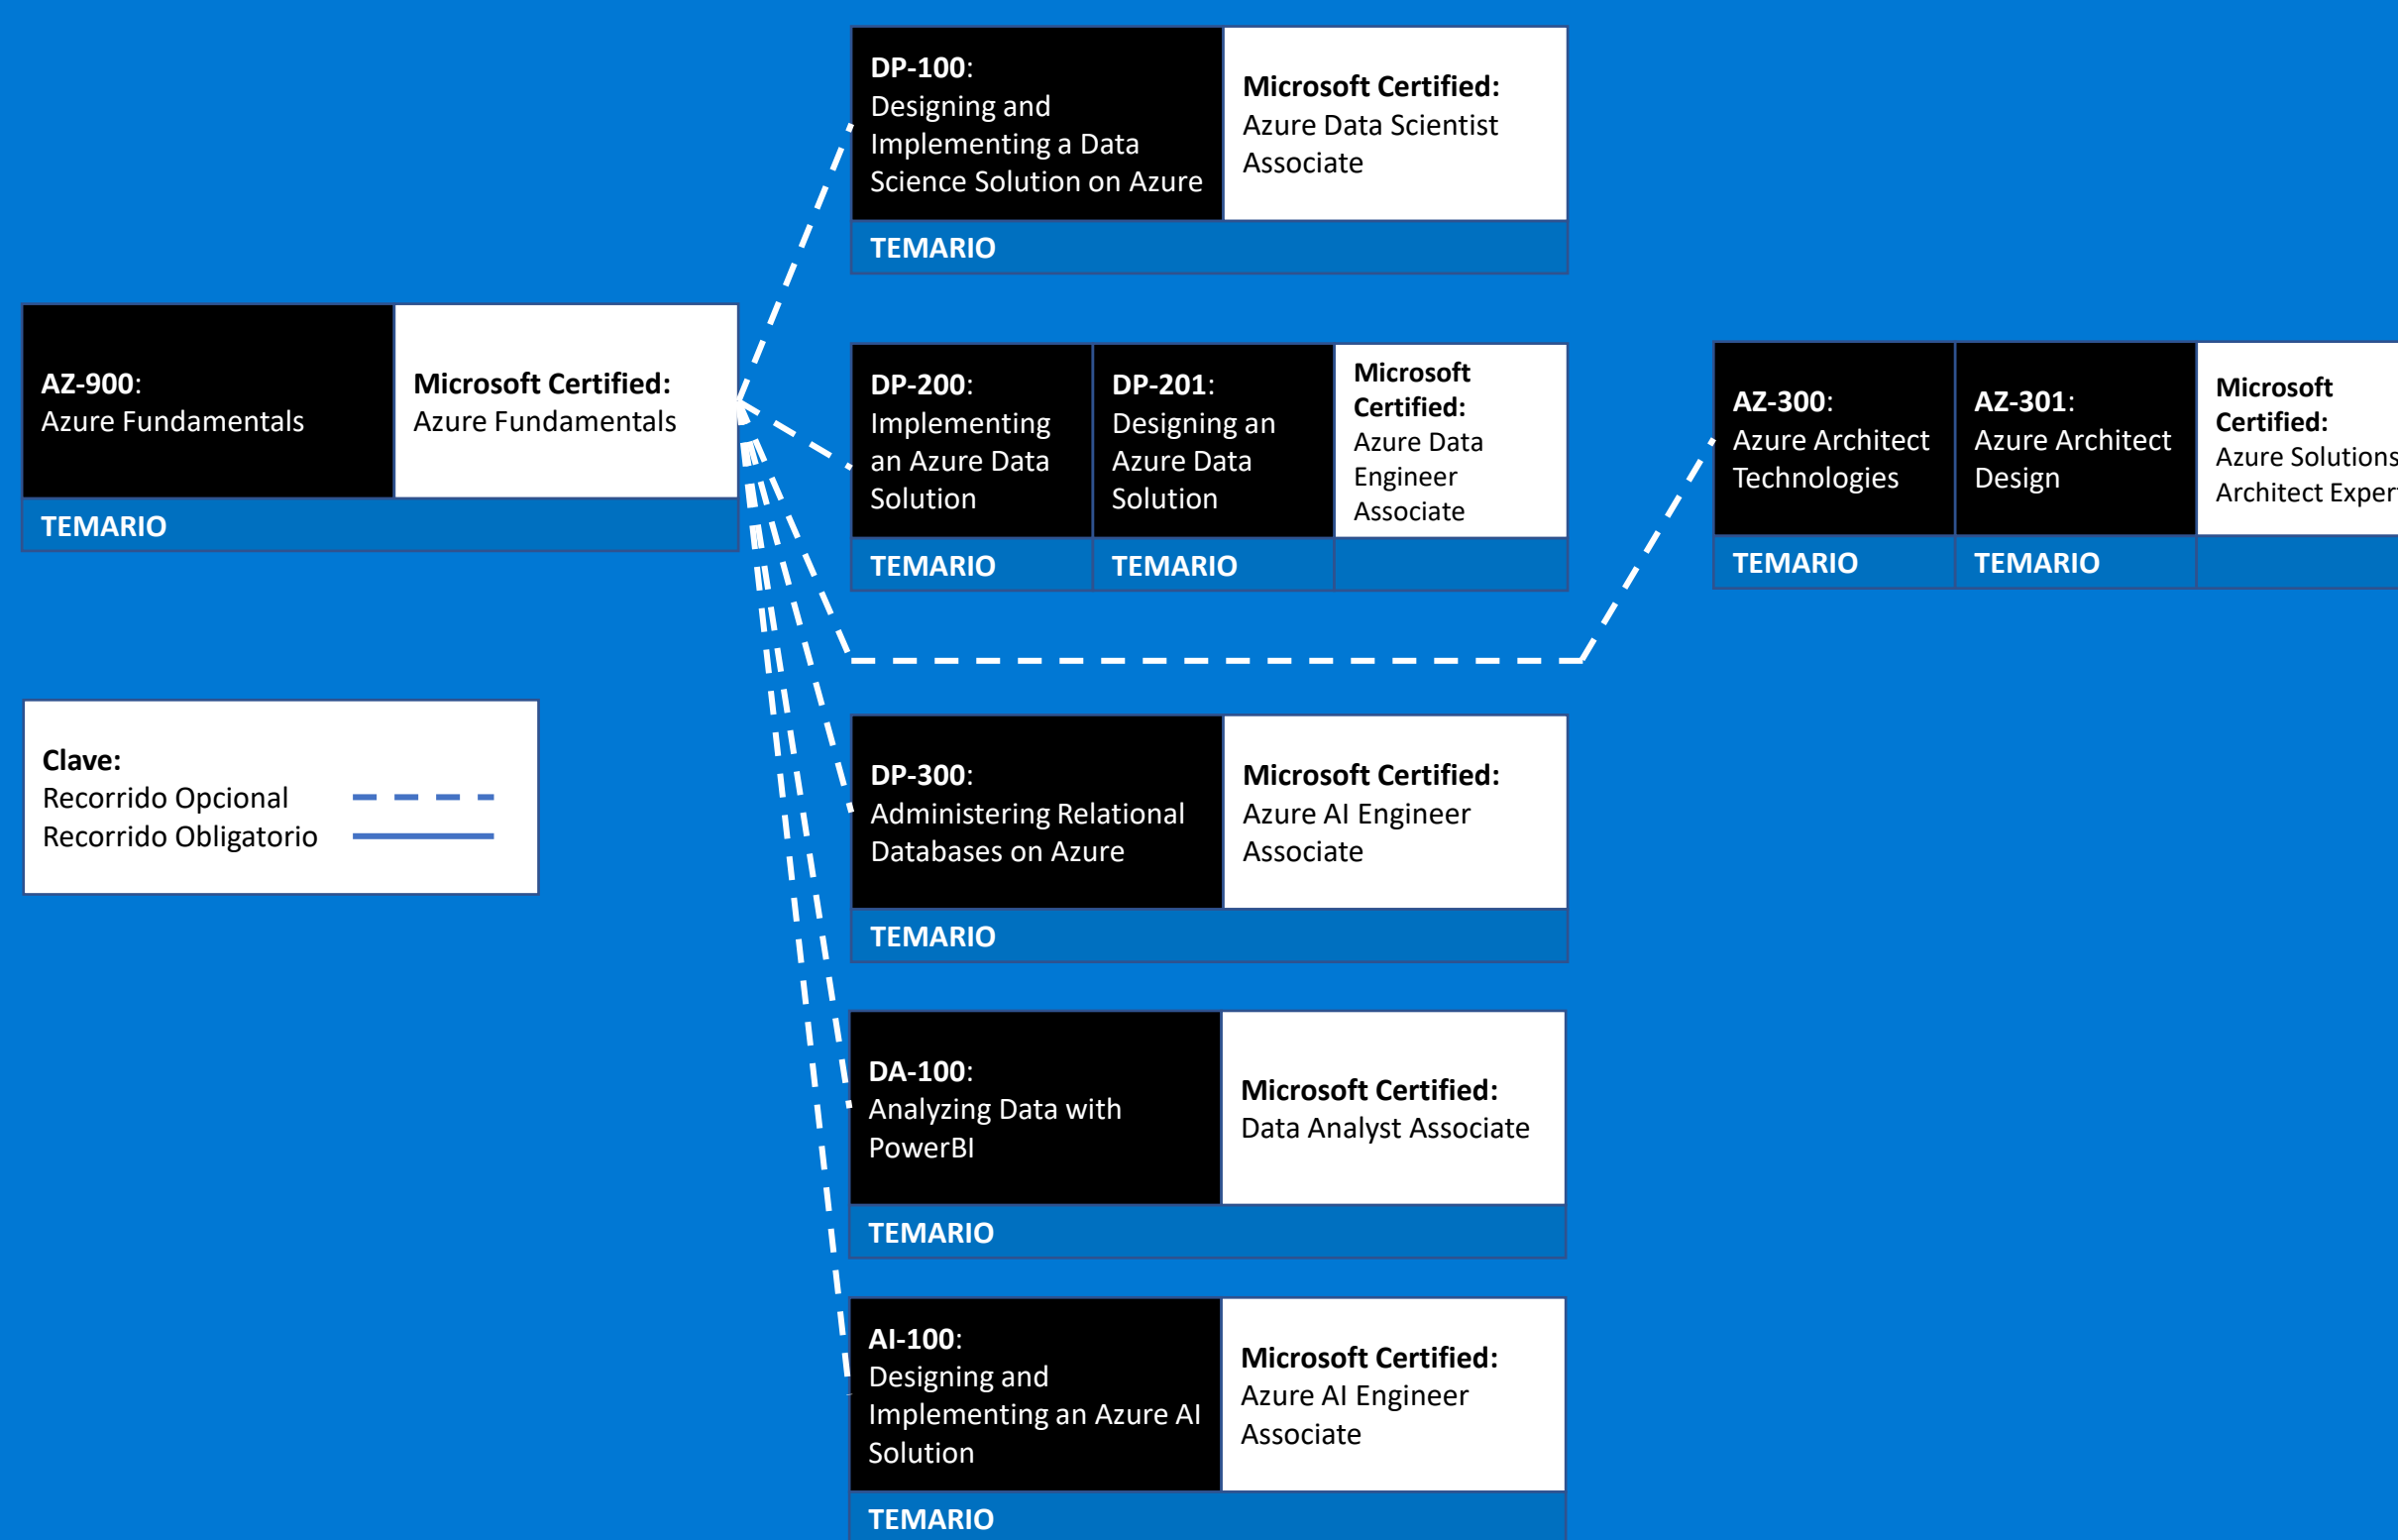 DP-100:
Designing and
Implementing a Data
Science Solution on Azure
Microsoft Certified:
Azure Data Scientist
Associate
TEMARIO
AZ-900:
Azure Fundamentals
Microsoft Certified:
Azure Fundamentals
TEMARIO
DP-200:
Implementing
an Azure Data
Solution
TEMARIO
DP-201:
Designing an
Azure Data
Solution
TEMARIO
Microsoft
Certified:
Azure Data
Engineer
Associate
AZ-300:
Azure Architect
Technologies
TEMARIO
AZ-301:
Azure Architect
Design
TEMARIO
Microsoft
Certified:
Azure Solutions
Architect Expert
Clave:
Recorrido Opcional
Recorrido Obligatorio
DP-300:
Administering Relational
Databases on Azure
Microsoft Certified:
Azure AI Engineer
Associate
TEMARIO
DA-100:
Analyzing Data with
PowerBI
Microsoft Certified:
Data Analyst Associate
TEMARIO
AI-100:
Designing and
Implementing an Azure AI
Solution
Microsoft Certified:
Azure AI Engineer
Associate
TEMARIO